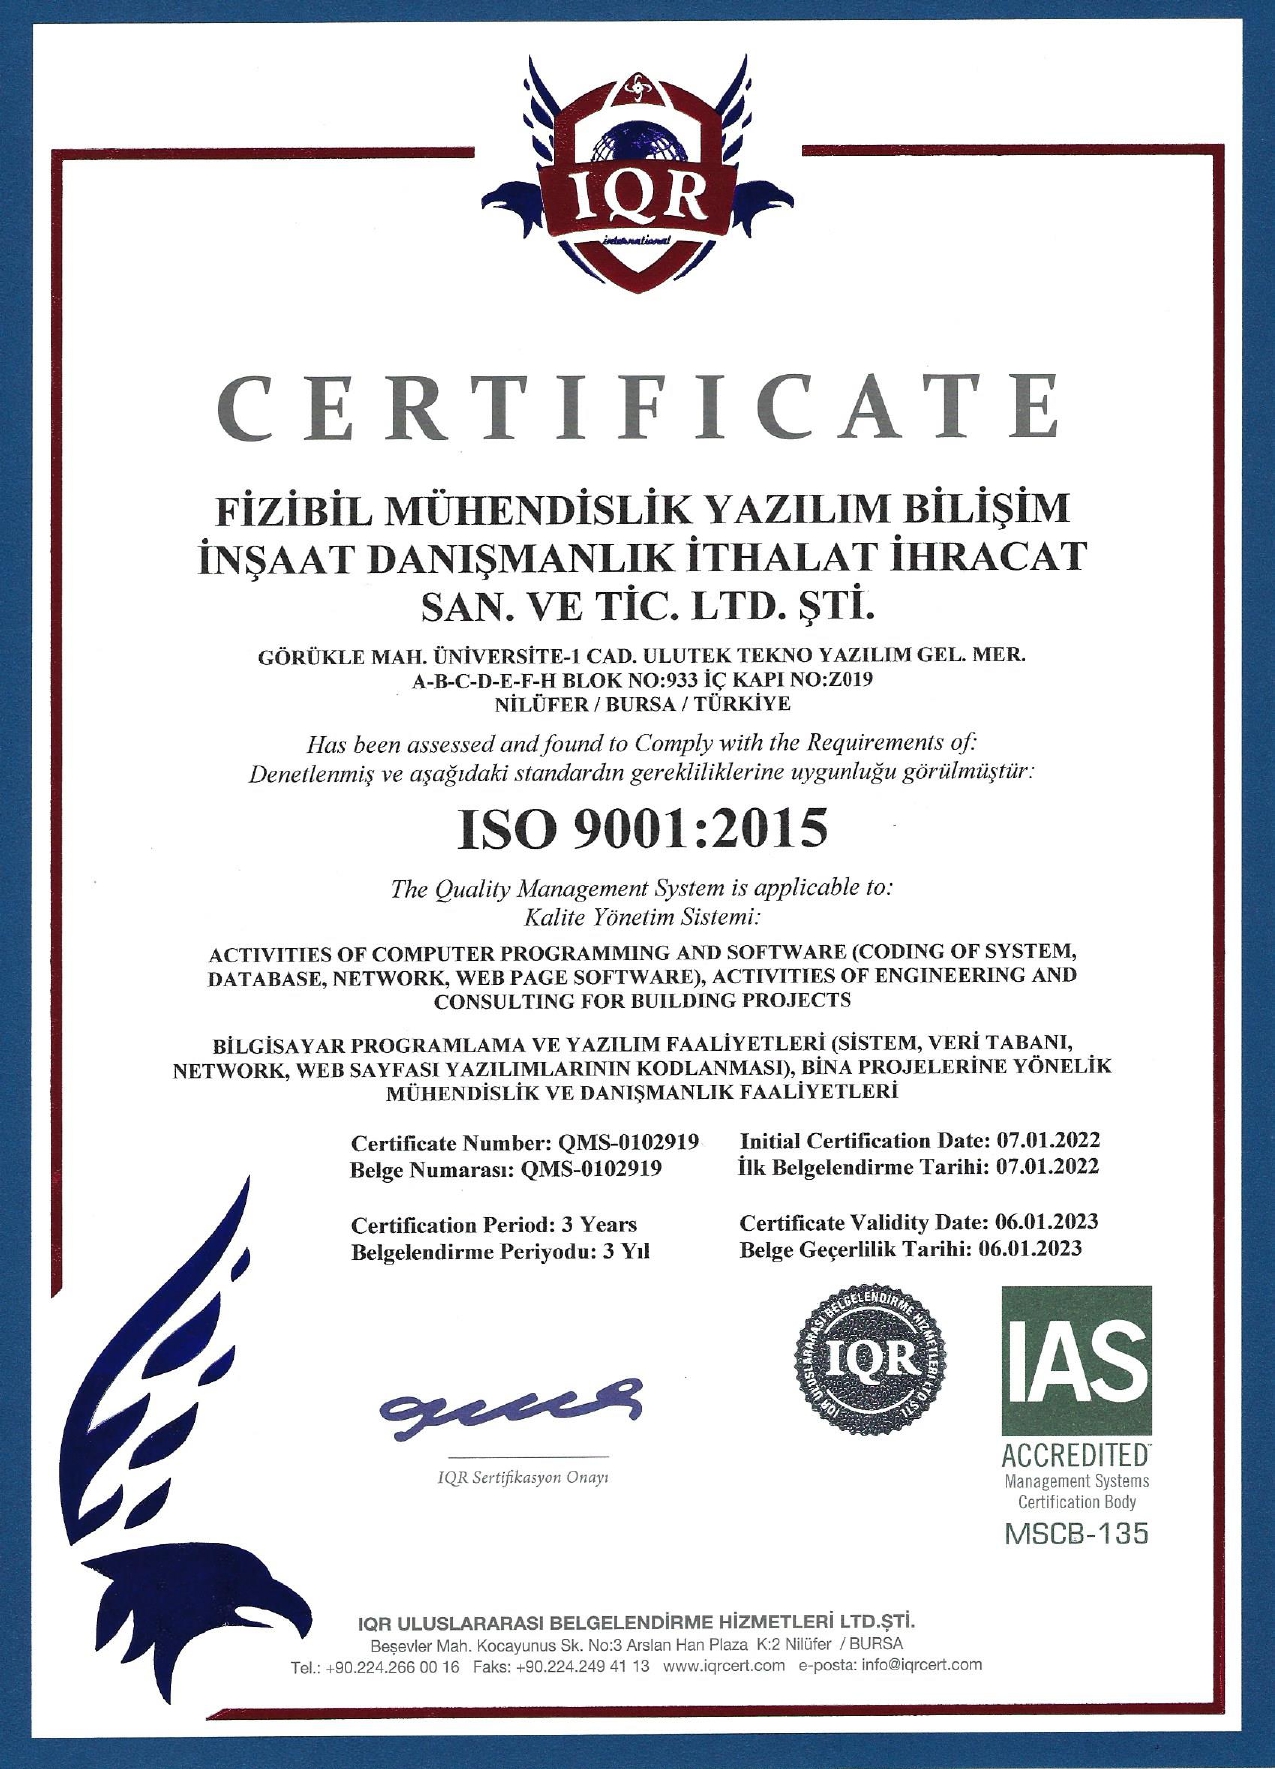 IQR
international
CERTIFICATE
FİZİBİL MÜHENDİSLİK YAZILIM BİLİŞİM
İNŞAAT DANIŞMANLIK İTHALAT İHRACAT
SAN. VE TİC. LTD. ŞTİ.
GÖRÜKLE MAH. ÜNİVERSİTE-1 CAD. ULUTEK TEKNO YAZILIM GEL. MER.
A-B-C-D-E-F-H BLOK NO:933 İÇ KAPI NO:Z019
NİLÜFER / BURSA / TÜRKİYE
Has been assessed and found to Comply with the Requirements of:
Denetlenmiş ve aşağıdaki standardın gerekliliklerine uygunluğu görülmüştür:
ISO 9001:2015
The Quality Management System is applicable to:
Kalite Yönetim Sistemi:
ACTIVITIES OF COMPUTER PROGRAMMING AND SOFTWARE (CODING OF SYSTEM,
DATABASE, NETWORK, WEB PAGE SOFTWARE), ACTIVITIES OF ENGINEERING AND
CONSULTING FOR BUILDING PROJECTS
BİLGİSAYAR PROGRAMLAMA VE YAZILIM FAALİYETLERİ (SİSTEM, VERİ TABANI,
NETWORK, WEB SAYFASI YAZILIMLARININ KODLANMASI), BİNA PROJELERİNE YÖNELİK
MÜHENDİSLİK VE DANIŞMANLIK FAALİYETLERİ
Certificate Number: QMS-0102919
Belge Numarası: QMS-0102919
Initial Certification Date: 07.01.2022
İlk Belgelendirme Tarihi: 07.01.2022
Certification Period: 3 Years
Belgelendirme Periyodu: 3 Yıl
Certificate Validity Date: 06.01.2023
Belge Geçerlilik Tarihi: 06.01.2023
IQR ULUSLARARASI BELGELENDİRME HİZMETLERİ LTD ŞTİ.
IQR
IAS
ACCREDITED™
Management Systems
Certification Body
MSCB-135
IQR Sertifikasyon Onayı
IQR ULUSLARARASI BELGELENDİRME HİZMETLERİ LTD.ŞTİ.
Beşevler Mah. Kocayunus Sk. No:3 Arslan Han Plaza K:2 Nilüfer / BURSA
Tel.: +90.224.266 00 16 Faks: +90.224.249 41 13 www.iqrcert.com e-posta: info@iqrcert.com